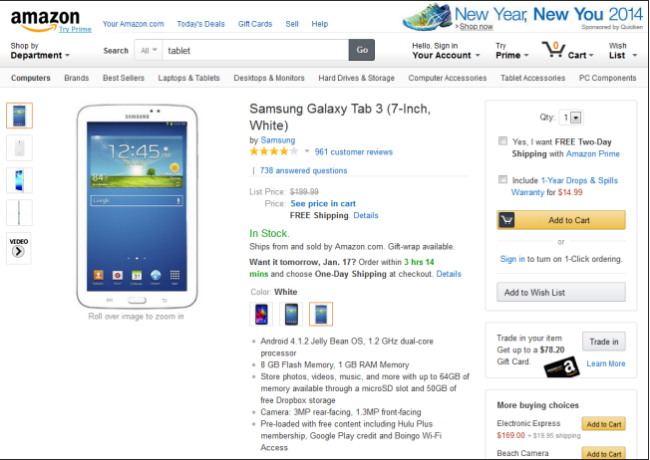 amazon
Try Prime
Your Amazon.com Today's Deals Gift Cards Sell Help
New Year, New You 2014
Shop now
Sponsored by Quicken
Shop by
Department
Search All tablet Go
Hello. Sign in
Your Account
Try
Prime
0
Cart
Wish
List
Computers Brands Best Sellers Laptops & Tablets Desktops & Monitors Hard Drives & Storage Computer Accessories Tablet Accessories PC Components
VIDEO
SAMSUNG
12:45
84
Google
Roll over image to zoom in
Samsung Galaxy Tab 3 (7-Inch,
White)
by Samsung
961 customer reviews
| 738 answered questions
List Price: $199.99
Price: See price in cart
FREE Shipping. Details
In Stock.
Ships from and sold by Amazon.com. Gift-wrap available.
Want it tomorrow, Jan. 17? Order within 3 hrs 14
mins and choose One-Day Shipping at checkout. Details
Color: White
Android 4.1.2 Jelly Bean OS, 1.2 GHz dual-core
processor
8 GB Flash Memory, 1 GB RAM Memory
Store photos, videos, music, and more with up to 64GB of
memory available through a microSD slot and 50GB of
free Dropbox storage
Camera: 3MP rear-facing, 1.3MP front-facing
Pre-loaded with free content including Hulu Plus
membership, Google Play credit and Boingo Wi-Fi
Access
Qty: 1
Yes, I want FREE Two-Day
Shipping with Amazon Prime
Include 1-Year Drops & Spills
Warranty for $14.99
Add to Cart
or
Sign in to turn on 1-Click ordering.
Add to Wish List
Trade in your item
Get up to a $78.20
Gift Card.
Trade in
Learn More
a
More buying choices
Electronic Express
$169.00 + $19.95 shipping
Add to Cart
Beach Camera
Add to Cart